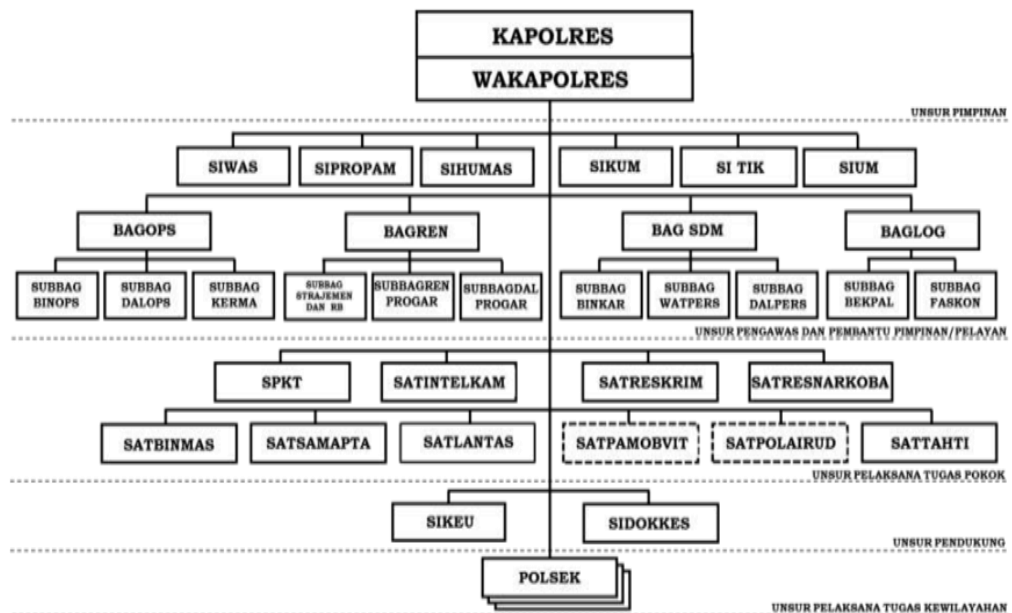 KAPOLRES
WAKAPOLRES
UNSUR PIMPINAN
SIWAS
SIPROPAM
SIHUMAS
SIKUM
SI TIK
SIUM
BAGOPS
BAGREN
BAG SDM
BAGLOG
SUBBAG
BINOPS
SUBBAG
DALOPS
SUBBAG
KERMA
SUBBAG
STRAJEMEN
DAN RB
SUBBAGREN
PROGAR
SUBBAGDAL
PROGAR
SUBBAG
BINKAR
SUBBAG
WATPERS
SUBBAG
DALPERS
SUBBAG
BEKPAL
SUBBAG
FASKON
UNSUR PENGAWAS DAN PEMBANTU PIMPINAN/PELAYAN
SPKT
SATINTELKAM
SATRESKRIM
SATRESNARKOBA
SATBINMAS
SATSAMAPTA
SATLANTAS
SATPAMOBVIT
SATPOLAIRUD
SATTAHTI
UNSUR PELAKSANA TUGAS POKOK
SIKEU
SIDOKKES
UNSUR PENDUKUNG
POLSEK
UNSUR PELAKSANA TUGAS KEWILAYAHAN